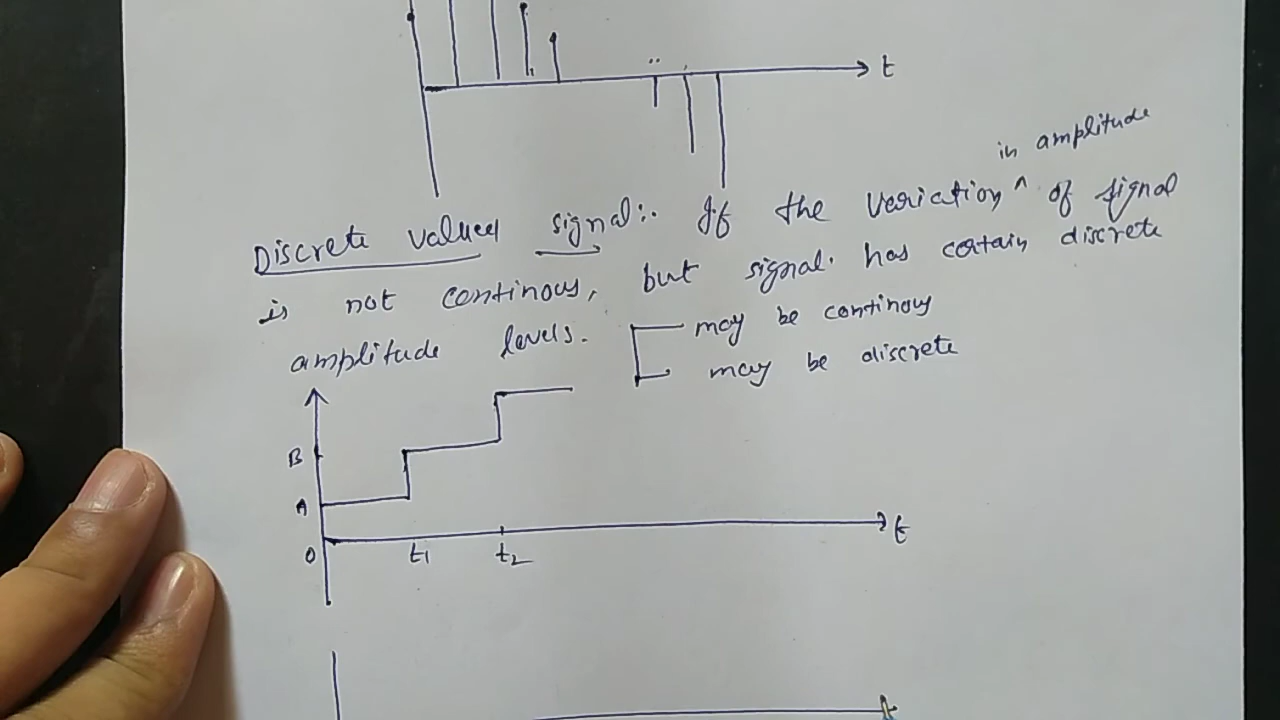 t
in amplitude
Discrete valued signal:. If the variation ^ of signal
is not continous, but signal. has certain discrete
amplitude levels.
may be continous
may be discrete
B
A
0
t1
t2
t
t